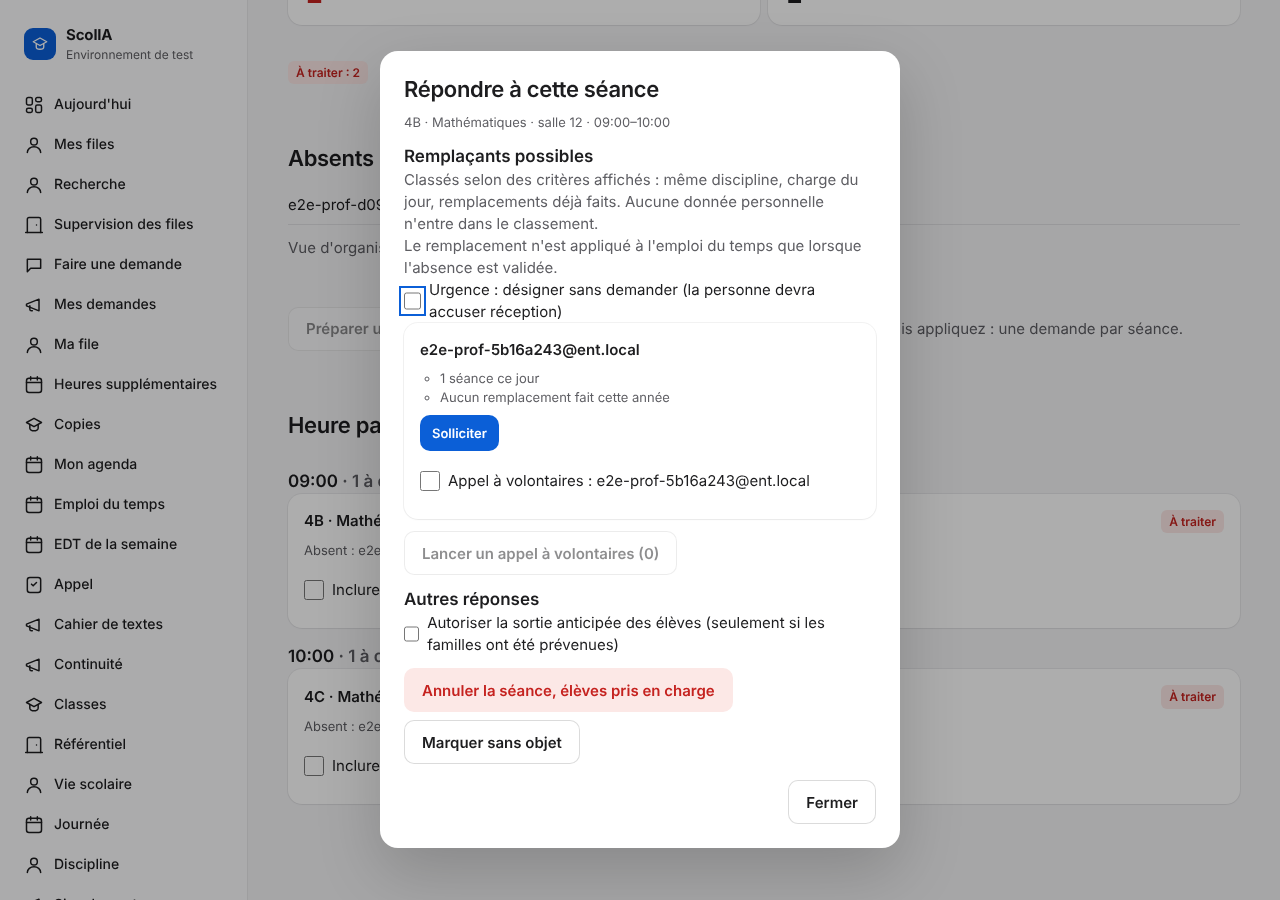 ScolIA
Environnement de test
Aujourd'hui
Mes files
Recherche
Supervision des files
Faire une demande
Mes demandes
Ma file
Heures supplémentaires
Copies
Mon agenda
Emploi du temps
EDT de la semaine
Appel
Cahier de textes
Continuité
Classes
Référentiel
Vie scolaire
Journée
Discipline
À traiter : 2
Absents
e2e-prof-d09
Vue d'organis
Préparer u
is appliquez : une demande par séance.
Heure pa
09:00 · 1 à
4B · Mathé
À traiter
Absent : e2e
Inclure
10:00 · 1 à
4C · Mathé
À traiter
Absent : e2e
Inclure
Répondre à cette séance
4B · Mathématiques · salle 12 · 09:00–10:00
Remplaçants possibles
Classés selon des critères affichés : même discipline, charge du
jour, remplacements déjà faits. Aucune donnée personnelle
n'entre dans le classement.
Le remplacement n'est appliqué à l'emploi du temps que lorsque
l'absence est validée.
Urgence : désigner sans demander (la personne devra
accuser réception)
e2e-prof-5b16a243@ent.local
1 séance ce jour
Aucun remplacement fait cette année
Solliciter
Appel à volontaires : e2e-prof-5b16a243@ent.local
Lancer un appel à volontaires (0)
Autres réponses
Autoriser la sortie anticipée des élèves (seulement si les
familles ont été prévenues)
Annuler la séance, élèves pris en charge
Marquer sans objet
Fermer